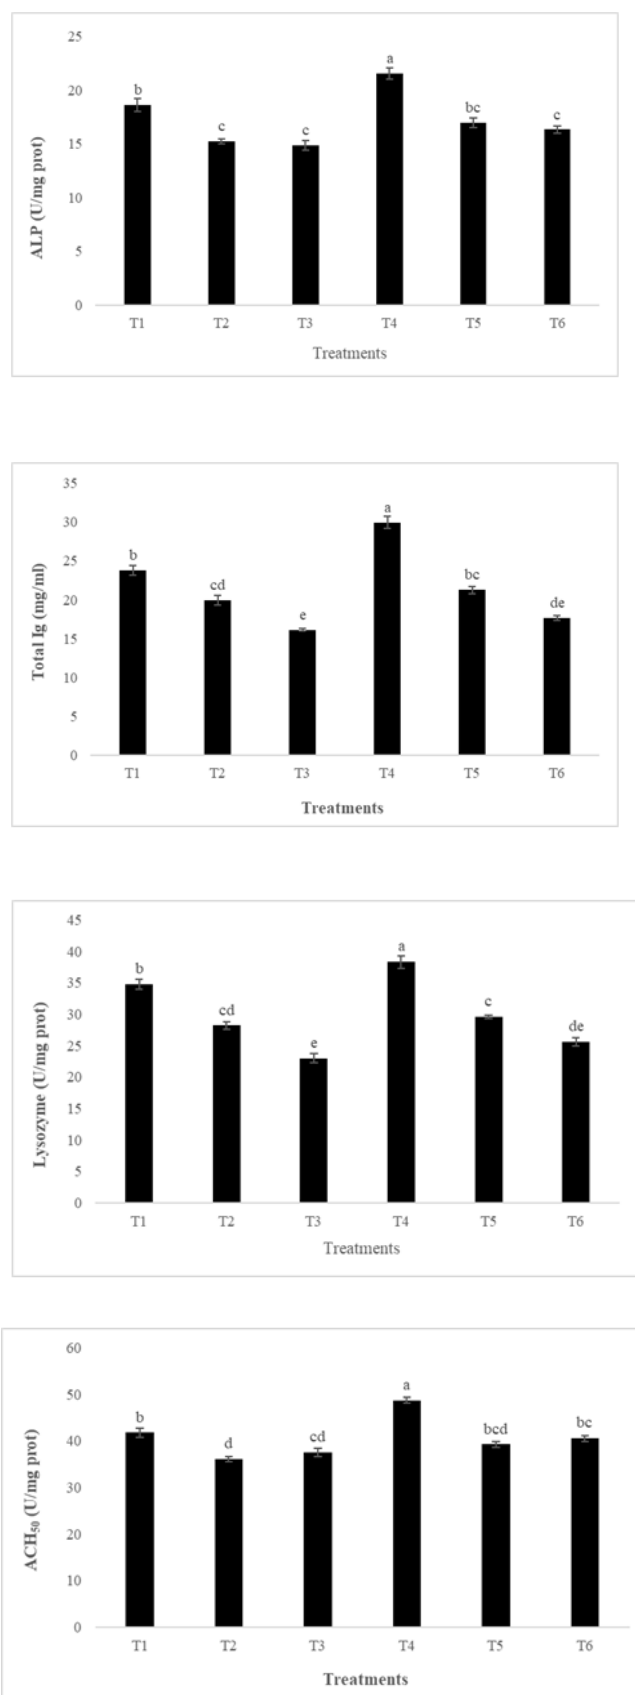 ALP (U/mg prot)
25
20
15
10
5
0
b
c
c
a
bc
c
T1 T2 T3 T4 T5 T6
Treatments
Total Ig (mg/ml)
35
30
25
20
15
10
5
0
b
cd
e
a
bc
de
T1 T2 T3 T4 T5 T6
Treatments
Lysozyme (U/mg prot)
45
40
35
30
25
20
15
10
5
0
b
cd
e
a
c
de
T1 T2 T3 T4 T5 T6
Treatments
ACH₅₀ (U/mg prot)
60
50
40
30
20
10
0
b
d
cd
a
bcd
bc
T1 T2 T3 T4 T5 T6
Treatments